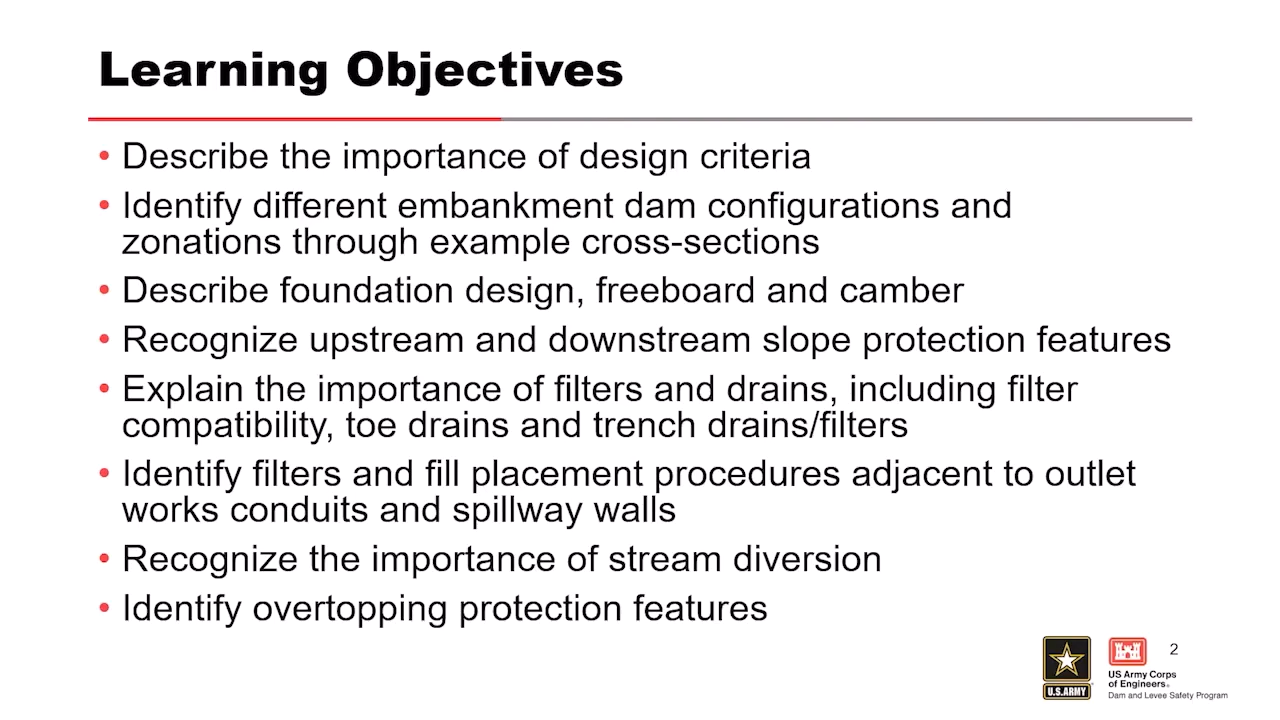 Learning Objectives
• Describe the importance of design criteria
• Identify different embankment dam configurations and
zonations through example cross-sections
• Describe foundation design, freeboard and camber
• Recognize upstream and downstream slope protection features
• Explain the importance of filters and drains, including filter
compatibility, toe drains and trench drains/filters
• Identify filters and fill placement procedures adjacent to outlet
works conduits and spillway walls
• Recognize the importance of stream diversion
• Identify overtopping protection features
2
U.S.ARMY
US Army Corps
of Engineers®
Dam and Levee Safety Program